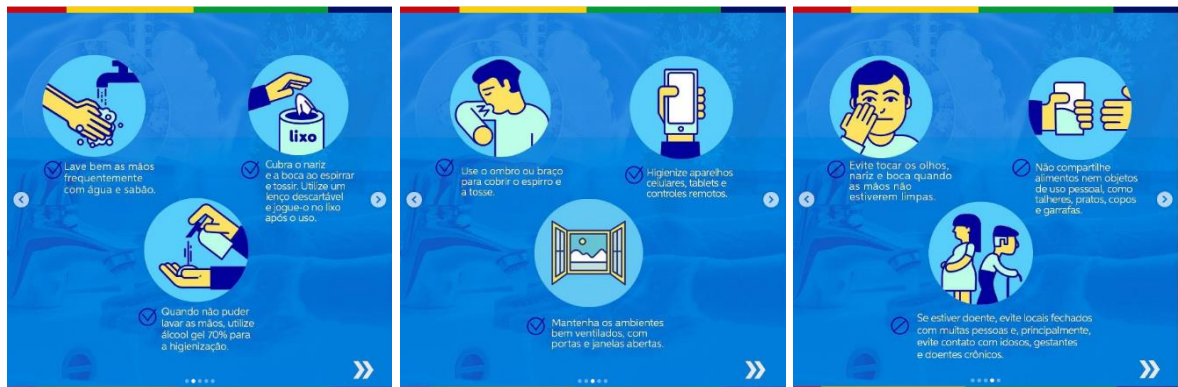 Lave bem as mãos
frequentemente
com água e sabão.
lixo
Cubra o nariz
e a boca ao espirrar
e tossir. Utilize um
lenço descartável
e jogue-o no lixo
após o uso.
Quando não puder
lavar as mãos, utilize
álcool gel 70% para
a higienização.
Use o ombro ou braço
para cobrir o espirro e
a tosse.
Higienize aparelhos
celulares, tablets e
controles remotos.
Mantenha os ambientes
bem ventilados, com
portas e janelas abertas.
Evite tocar os olhos,
nariz e boca quando
as mãos não
estiverem limpas.
Não compartilhe
alimentos nem objetos
de uso pessoal, como
talheres, pratos, copos
e garrafas.
Se estiver doente, evite locais fechados
com muitas pessoas e, principalmente,
evite contato com idosos, gestantes
e doentes crônicos.